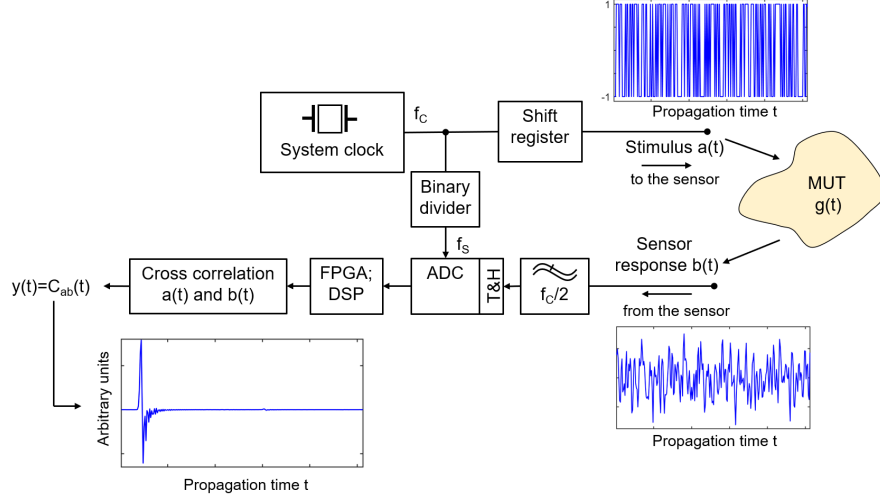 1
-1
Propagation time t
System clock
f_C
Shift
register
Stimulus a(t)
to the sensor
MUT
g(t)
Binary
divider
f_S
Sensor
response b(t)
from the sensor
y(t)=C_ab(t)
Cross correlation
a(t) and b(t)
FPGA;
DSP
ADC
T&H
f_C/2
Arbitrary units
Propagation time t
Propagation time t